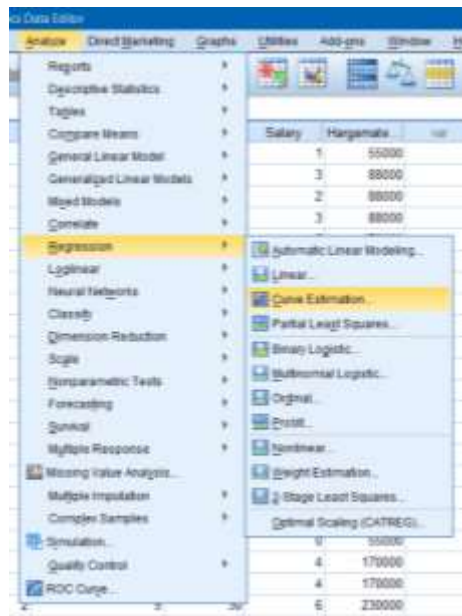 Data Editor
Analyze Direct Marketing Graphs Utilities Add-ons Window
Reports
Descriptive Statistics
Tables
Compare Means
General Linear Model
Generalized Linear Models
Mixed Models
Correlate
Regression
Loglinear
Neural Networks
Classify
Dimension Reduction
Scale
Nonparametric Tests
Forecasting
Survival
Multiple Response
Missing Value Analysis...
Multiple Imputation
Complex Samples
Simulation...
Quality Control
ROC Curve...
Automatic Linear Modeling...
Linear...
Curve Estimation...
Partial Least Squares...
Binary Logistic...
Multinomial Logistic...
Ordinal...
Probit...
Nonlinear...
Weight Estimation...
2-Stage Least Squares...
Optimal Scaling (CATREG)...
Salary Hargamate var
1 55000
3 88000
2 88000
3 88000
55000
4 170000
4 170000
6 230000